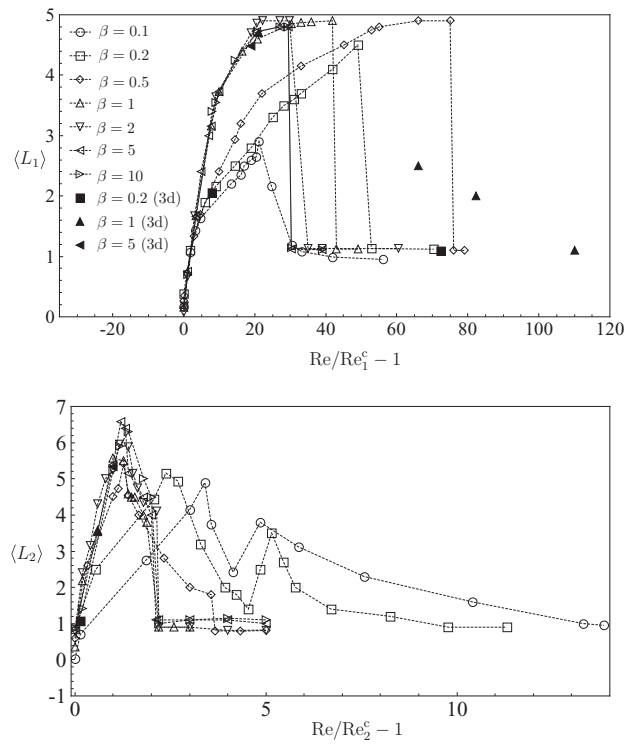 5
4
3
2
1
0
⟨L₁⟩
β = 0.1
β = 0.2
β = 0.5
β = 1
β = 2
β = 5
β = 10
β = 0.2 (3d)
β = 1 (3d)
β = 5 (3d)
-20 0 20 40 60 80 100 120
Re/Re₁ᶜ − 1
7
6
5
4
3
2
1
0
-1
⟨L₂⟩
0 5
Re/Re₂ᶜ − 1